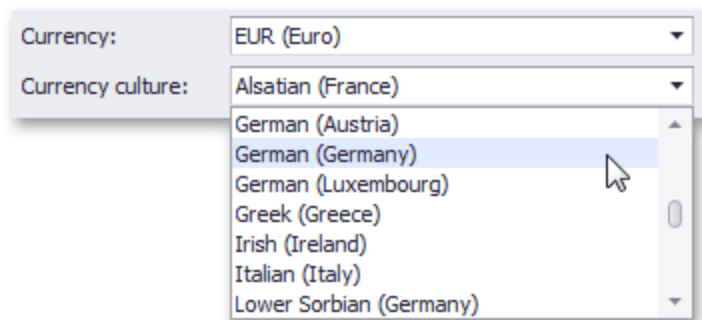 Currency: EUR (Euro)
Currency culture: Alsatian (France)
German (Austria)
German (Germany)
German (Luxembourg)
Greek (Greece)
Irish (Ireland)
Italian (Italy)
Lower Sorbian (Germany)